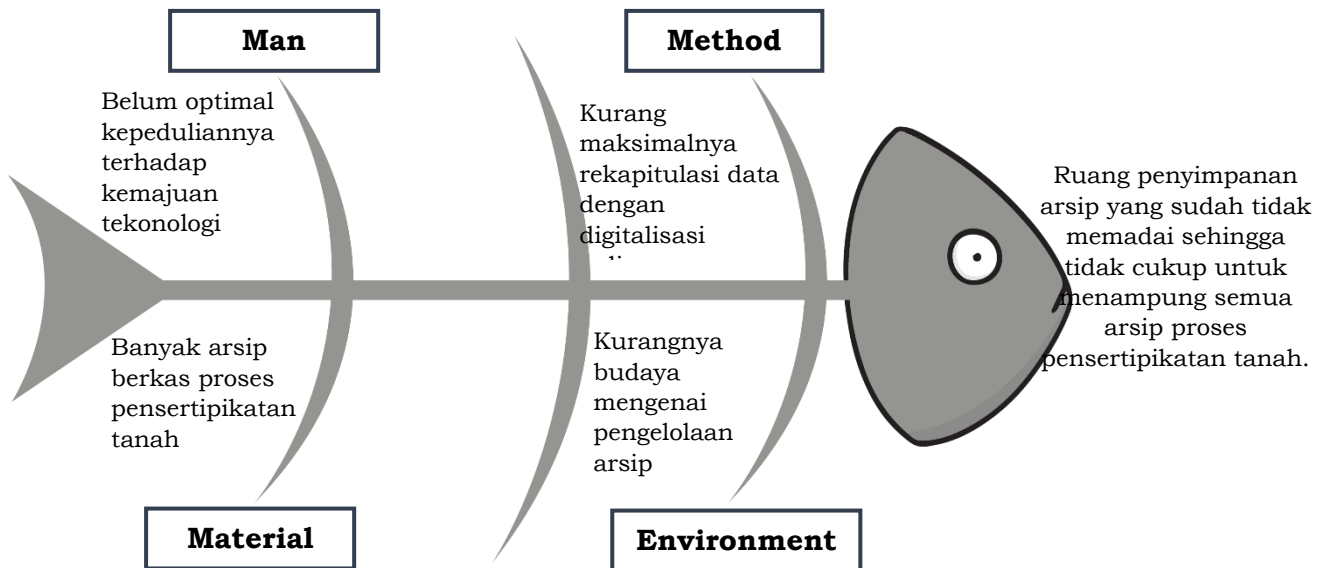 Man
Belum optimal
kepeduliannya
terhadap
kemajuan
tekonologi
Method
Kurang
maksimalnya
rekapitulasi data
dengan
digitalisasi
Ruang penyimpanan
arsip yang sudah tidak
memadai sehingga
tidak cukup untuk
menampung semua
arsip proses
pensertipikatan tanah.
Banyak arsip
berkas proses
pensertipikatan
tanah
Material
Kurangnya
budaya
mengenai
pengelolaan
arsip
Environment